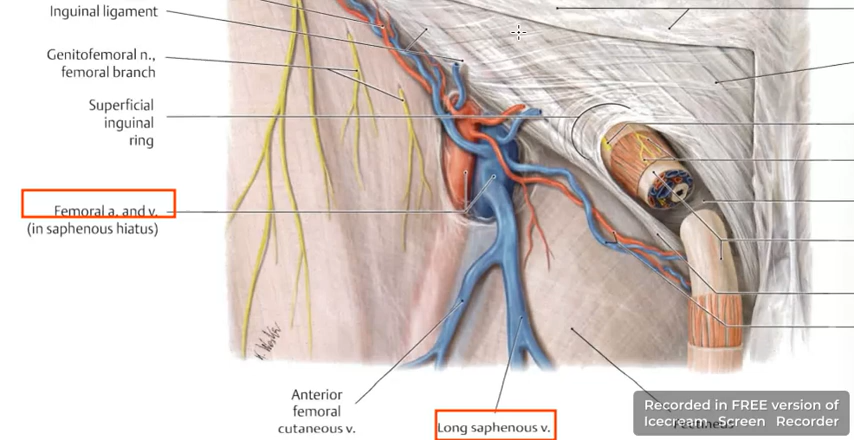 Inguinal ligament
Genitofemoral n.,
femoral branch
Superficial
inguinal
ring
Femoral a. and v.
(in saphenous hiatus)
Anterior
femoral
cutaneous v.
Long saphenous v.
Recorded in FREE version of
Icecream Screen Recorder